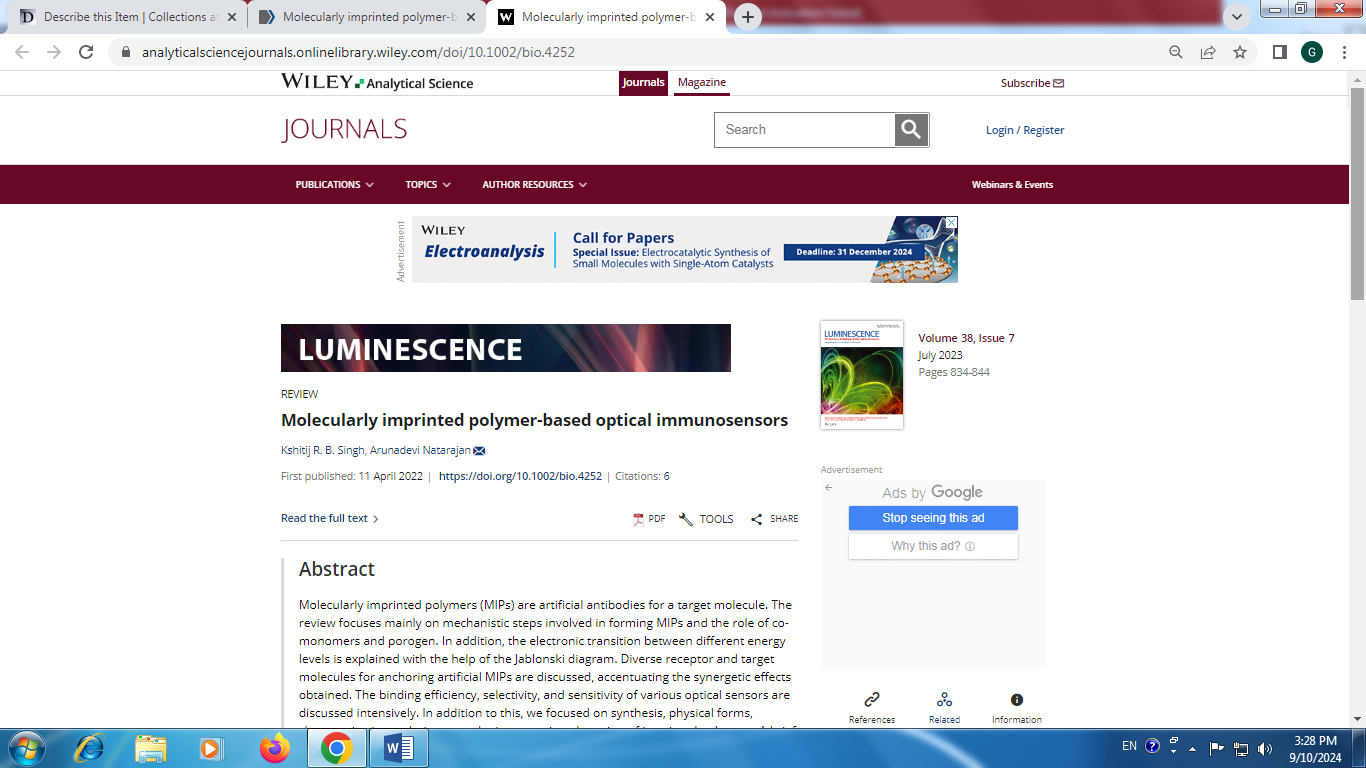 Describe this Item | Collections at
Molecularly imprinted polymer-b
Molecularly imprinted polymer-b
analyticalsciencejournals.onlinelibrary.wiley.com/doi/10.1002/bio.4252
G
WILEY Analytical Science
Journals
Magazine
Subscribe
JOURNALS
Search
Login / Register
PUBLICATIONS
TOPICS
AUTHOR RESOURCES
Webinars & Events
Advertisement
WILEY
Electroanalysis
Call for Papers
Special Issue: Electrocatalytic Synthesis of
Small Molecules with Single-Atom Catalysts
Deadline: 31 December 2024
LUMINESCENCE
REVIEW
Molecularly imprinted polymer-based optical immunosensors
Kshitij R. B. Singh, Arunadevi Natarajan
First published: 11 April 2022 | https://doi.org/10.1002/bio.4252 | Citations: 6
Read the full text
PDF
TOOLS
SHARE
Abstract
Molecularly imprinted polymers (MIPs) are artificial antibodies for a target molecule. The
review focuses mainly on mechanistic steps involved in forming MIPs and the role of co-
monomers and porogen. In addition, the electronic transition between different energy
levels is explained with the help of the Jablonski diagram. Diverse receptor and target
molecules for anchoring artificial MIPs are discussed, accentuating the synergetic effects
obtained. The binding efficiency, selectivity, and sensitivity of various optical sensors are
discussed intensively. In addition to this, we focused on synthesis, physical forms,
LUMINESCENCE
WILEY
Volume 38, Issue 7
July 2023
Pages 834-844
Advertisement
Ads by Google
Stop seeing this ad
Why this ad?
References
Related
Information
EN
3:28 PM
9/10/2024